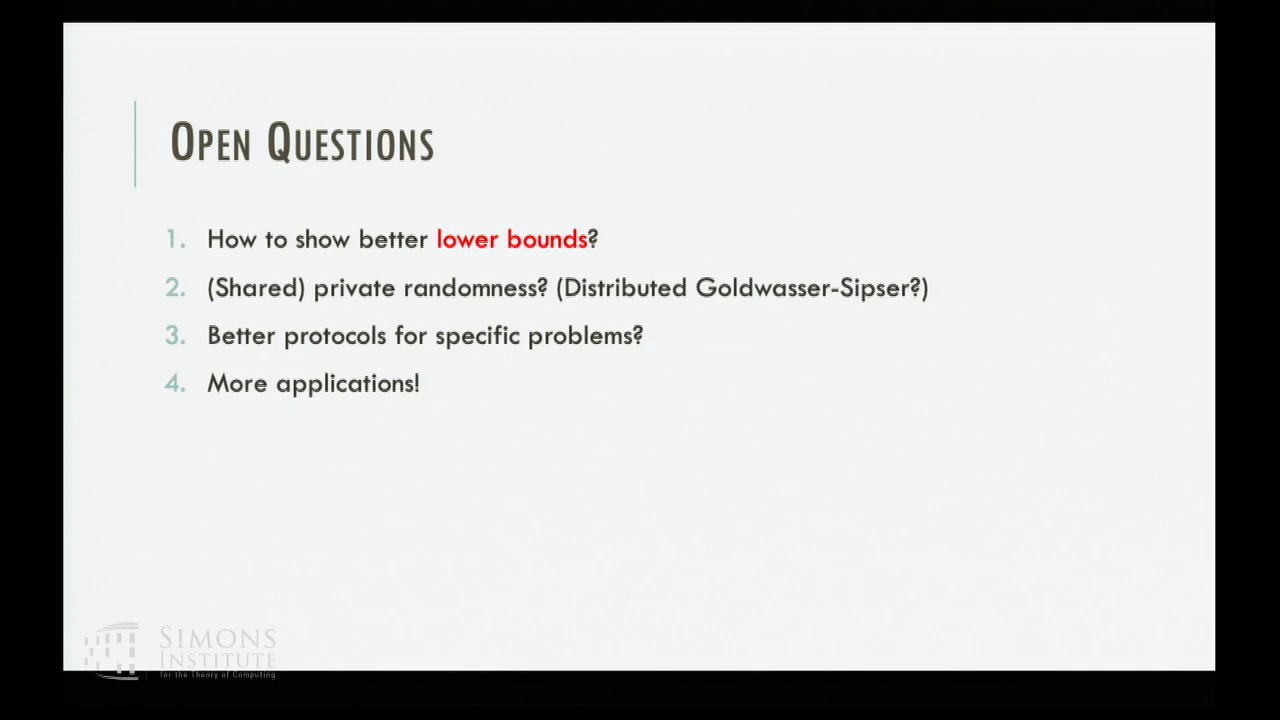 OPEN QUESTIONS
1. How to show better lower bounds?
2. (Shared) private randomness? (Distributed Goldwasser-Sipser?)
3. Better protocols for specific problems?
4. More applications!
SIMONS
INSTITUTE
for the Theory of Computing